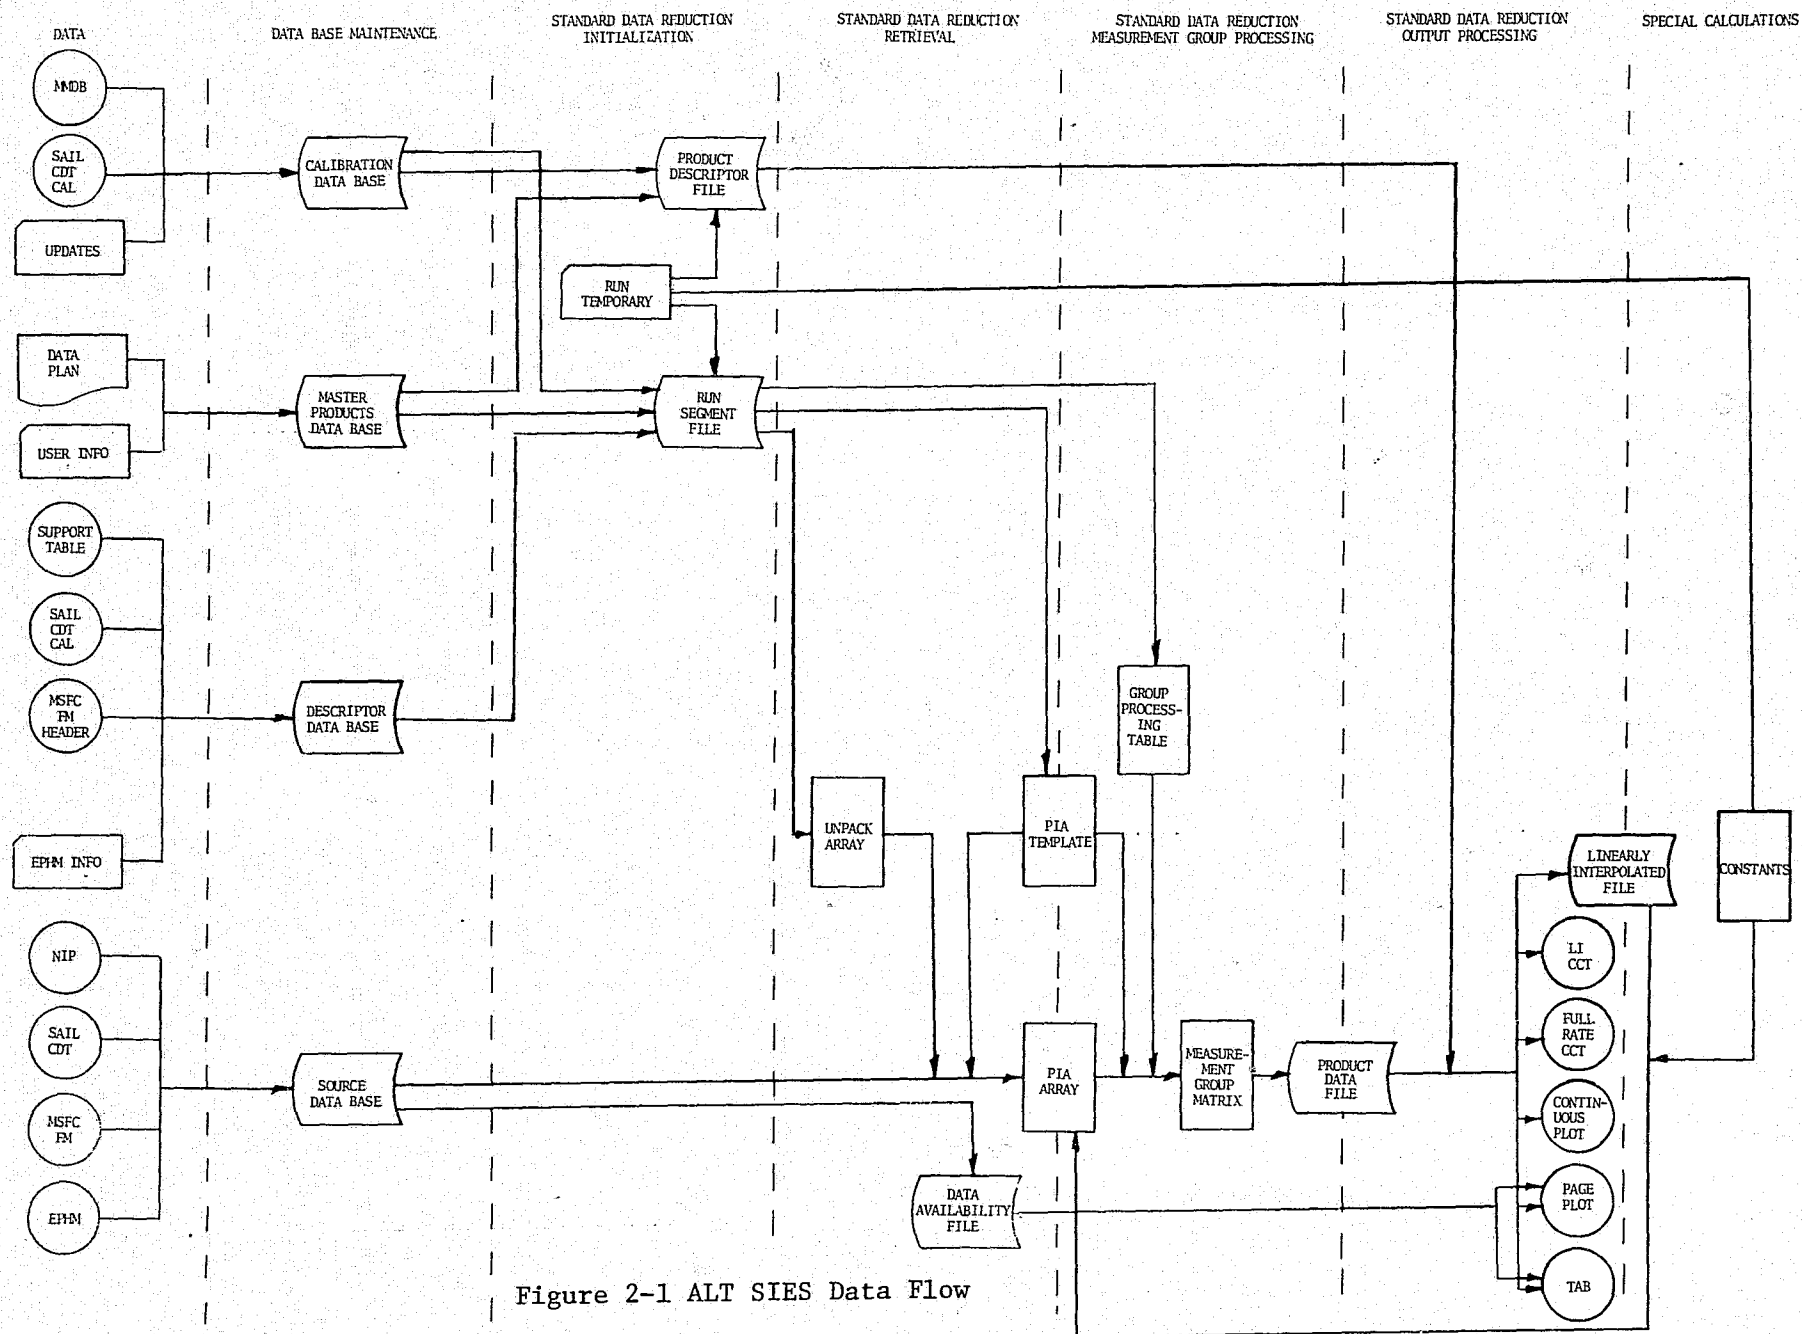 DATA
DATA BASE MAINTENANCE
STANDARD DATA REDUCTION
INITIALIZATION
STANDARD DATA REDUCTION
RETRIEVAL
STANDARD DATA REDUCTION
MEASUREMENT GROUP PROCESSING
STANDARD DATA REDUCTION
OUTPUT PROCESSING
SPECIAL CALCULATIONS
MMDB
SAIL
CDT
CAL
UPDATES
CALIBRATION
DATA BASE
PRODUCT
DESCRIPTOR
FILE
RUN
TEMPORARY
DATA
PLAN
USER INFO
MASTER
PRODUCTS
DATA BASE
RUN
SEGMENT
FILE
SUPPORT
TABLE
SAIL
CDT
CAL
MSFC
FM
HEADER
EPHM INFO
DESCRIPTOR
DATA BASE
GROUP
PROCESS-
ING
TABLE
UNPACK
ARRAY
PIA
TEMPLATE
LINEARLY
INTERPOLATED
FILE
CONSTANTS
NIP
SAIL
CDT
MSFC
FM
EPHM
SOURCE
DATA BASE
PIA
ARRAY
MEASURE-
MENT
GROUP
MATRIX
PRODUCT
DATA
FILE
LI
CCT
FULL
RATE
CCT
CONTIN-
UOUS
PLOT
PAGE
PLOT
TAB
DATA
AVAILABILITY
FILE
Figure 2-1 ALT SIES Data Flow